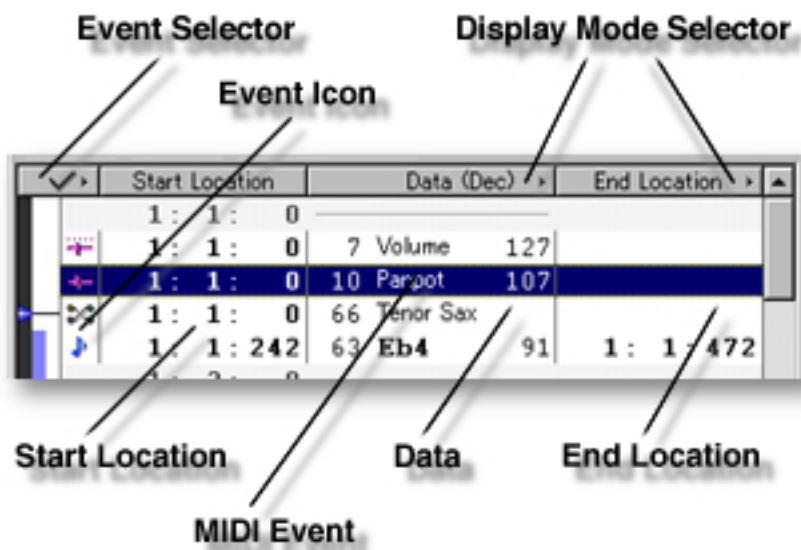 Event Selector Display Mode Selector
Event Icon
Start Location Data (Dec) End Location
1: 1: 0
1: 1: 0 7 Volume 127
1: 1: 0 10 Panpot 107
1: 1: 0 66 Tenor Sax
1: 1: 242 63 Eb4 91 1: 1: 472
Start Location Data End Location
MIDI Event